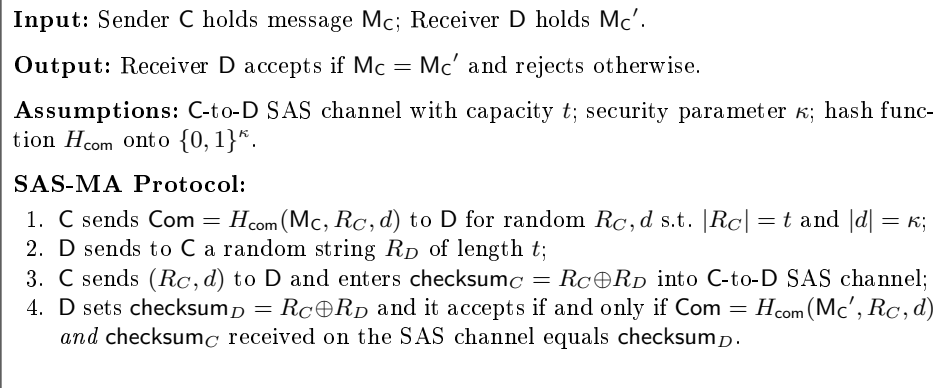 Input: Sender C holds message M_C; Receiver D holds M_C′.
Output: Receiver D accepts if M_C = M_C′ and rejects otherwise.
Assumptions: C-to-D SAS channel with capacity t; security parameter κ; hash func-
tion H_com onto {0, 1}^κ.
SAS-MA Protocol:
1. C sends Com = H_com(M_C, R_C, d) to D for random R_C, d s.t. |R_C| = t and |d| = κ;
2. D sends to C a random string R_D of length t;
3. C sends (R_C, d) to D and enters checksum_C = R_C⊕R_D into C-to-D SAS channel;
4. D sets checksum_D = R_C⊕R_D and it accepts if and only if Com = H_com(M_C′, R_C, d)
and checksum_C received on the SAS channel equals checksum_D.